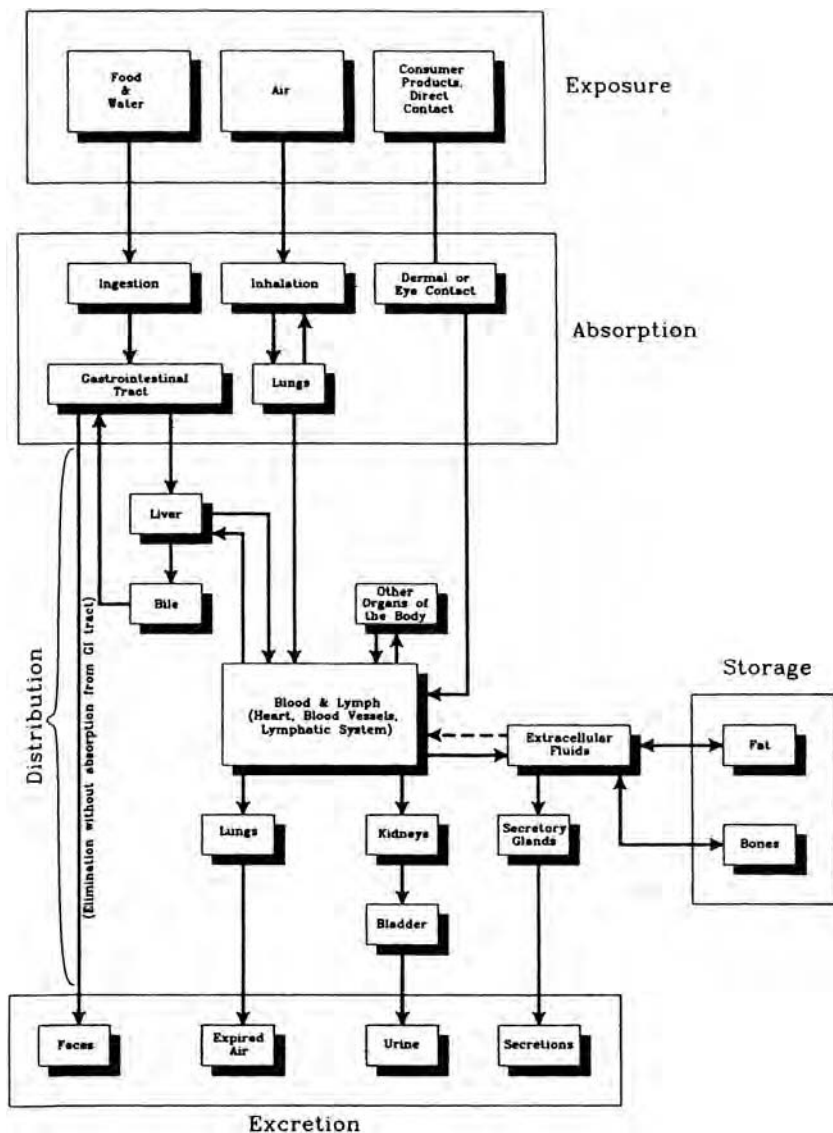 Food
&
Water
Air
Consumer
Products,
Direct
Contact
Exposure
Ingestion
Inhalation
Dermal or
Eye Contact
Absorption
Gastrointestinal
Tract
Lungs
Liver
Bile
Other
Organs of
the Body
Distribution
(Elimination without absorption from GI tract)
Blood & Lymph
(Heart, Blood Vessels,
Lymphatic System)
Extracellular
Fluids
Storage
Fat
Bones
Lungs
Kidneys
Secretory
Glands
Bladder
Feces
Expired
Air
Urine
Secretions
Excretion